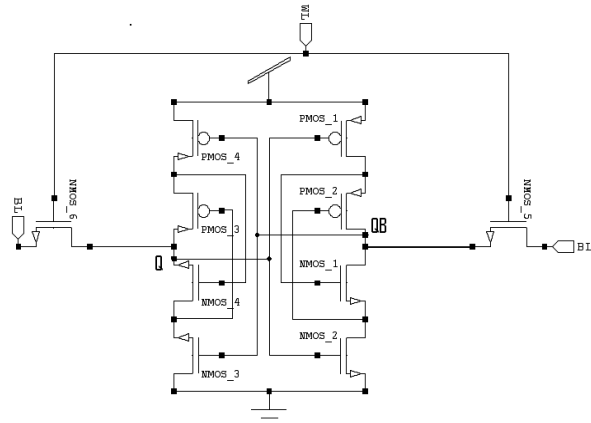 WL
PMOS_1
PMOS_4
NMOS_6
PMOS_2
NMOS_5
BL
PMOS_3
QB
BL
Q
NMOS_1
NMOS_4
NMOS_2
NMOS_3